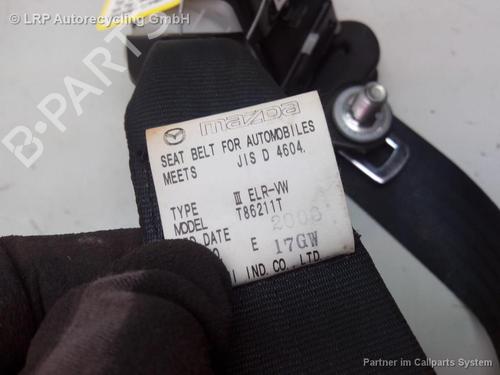 © LRP Autorecycling GmbH
B-PARTS
mazda
SEAT BELT FOR AUTOMOBILES
MEETS JIS D 4604.
TYPE III ELR-VW
MODEL T86211T
DATE 2006
E 17GW
IND. CO., LTD
Partner im Callparts System